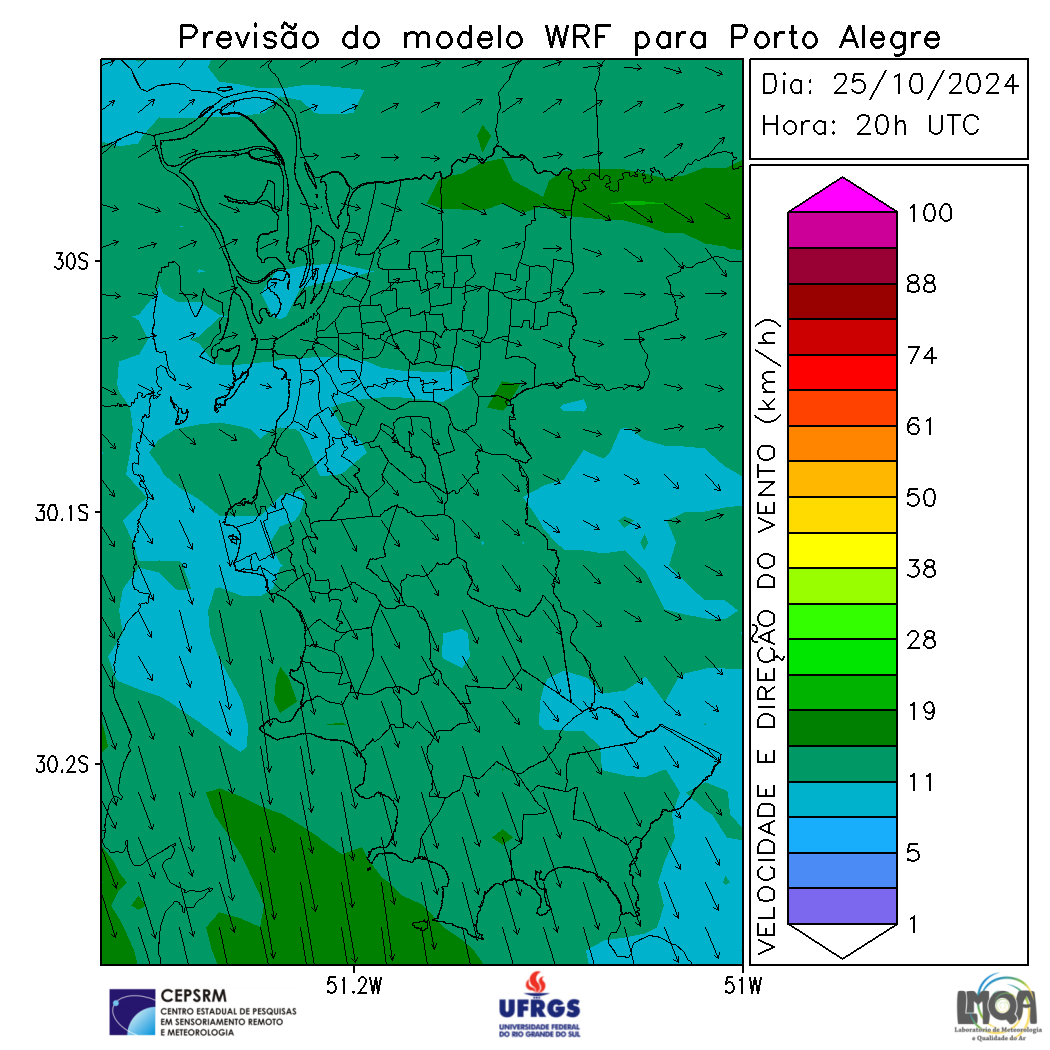 Previsão do modelo WRF para Porto Alegre
Dia: 25/10/2024
Hora: 20h UTC
30S
30.1S
30.2S
51.2W
51W
VELOCIDADE E DIREÇÃO DO VENTO (km/h)
100
88
74
61
50
38
28
19
11
5
1
CEPSRM
CENTRO ESTADUAL DE PESQUISAS
EM SENSORIAMENTO REMOTO
E METEOROLOGIA
UFRGS
UNIVERSIDADE FEDERAL
DO RIO GRANDE DO SUL
LMQA
Laboratório de Meteorologia
e Qualidade do Ar